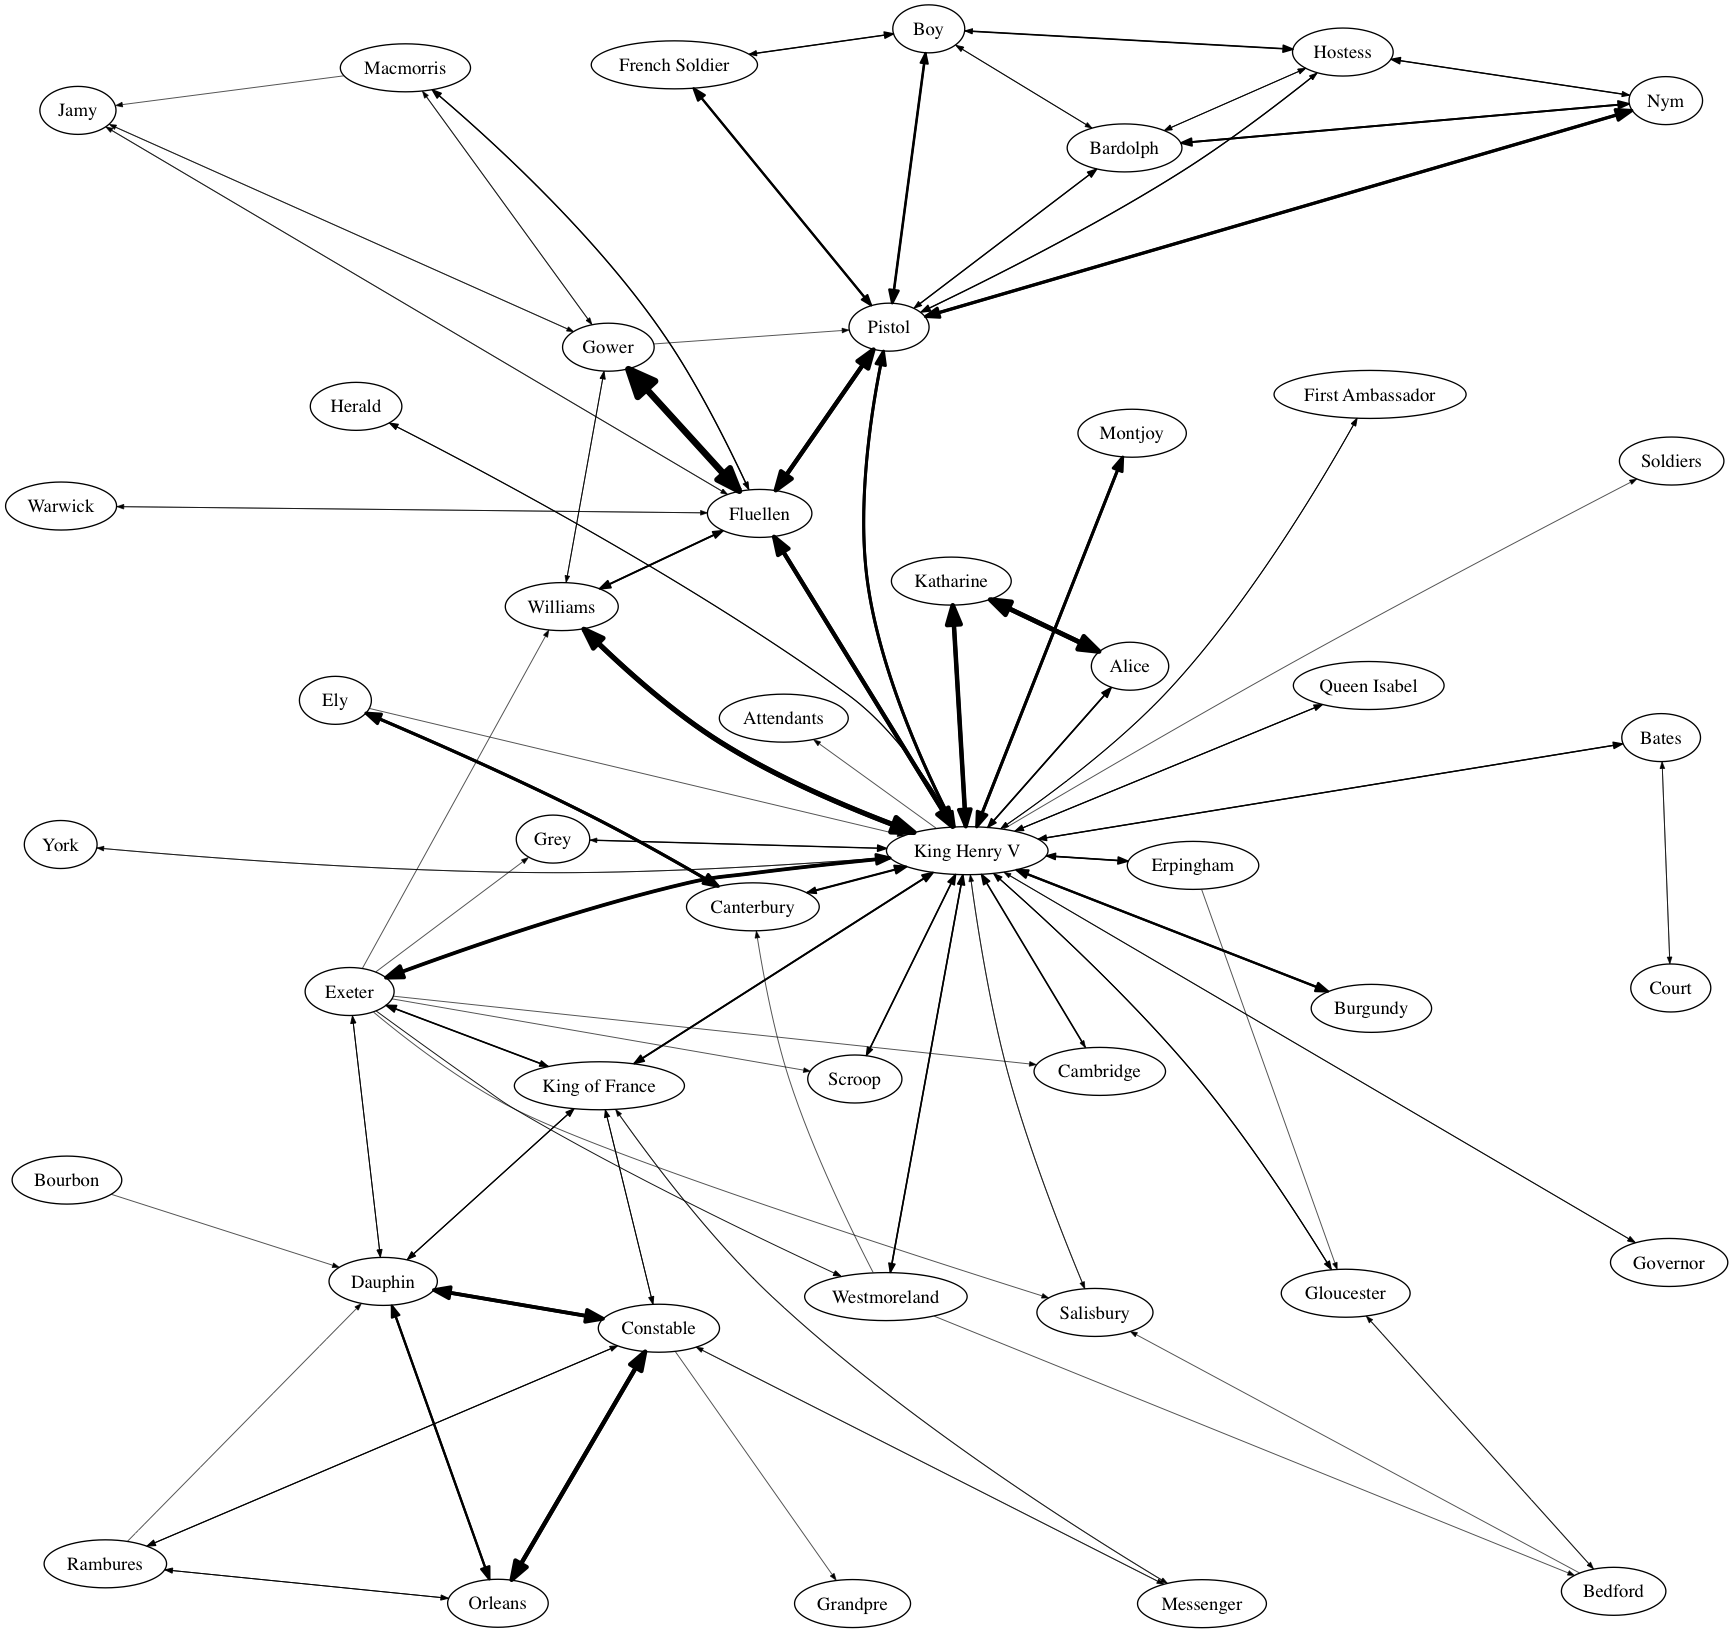 Boy
Hostess
French Soldier
Macmorris
Jamy
Nym
Bardolph
Pistol
Gower
First Ambassador
Herald
Montjoy
Soldiers
Warwick
Fluellen
Katharine
Williams
Alice
Queen Isabel
Ely
Attendants
Bates
Grey
York
King Henry V
Erpingham
Canterbury
Exeter
Court
Burgundy
Cambridge
Scroop
King of France
Bourbon
Governor
Dauphin
Gloucester
Westmoreland
Salisbury
Constable
Rambures
Bedford
Orleans
Grandpre
Messenger